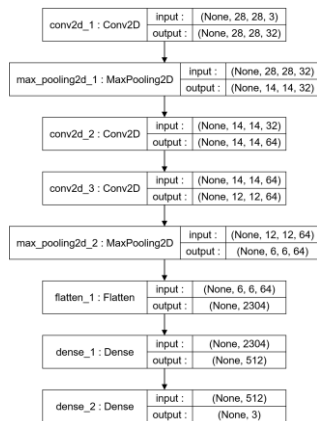 conv2d_1 : Conv2D
input : (None, 28, 28, 3)
output : (None, 28, 28, 32)
max_pooling2d_1 : MaxPooling2D
input : (None, 28, 28, 32)
output : (None, 14, 14, 32)
conv2d_2 : Conv2D
input : (None, 14, 14, 32)
output : (None, 14, 14, 64)
conv2d_3 : Conv2D
input : (None, 14, 14, 64)
output : (None, 12, 12, 64)
max_pooling2d_2 : MaxPooling2D
input : (None, 12, 12, 64)
output : (None, 6, 6, 64)
flatten_1 : Flatten
input : (None, 6, 6, 64)
output : (None, 2304)
dense_1 : Dense
input : (None, 2304)
output : (None, 512)
dense_2 : Dense
input : (None, 512)
output : (None, 3)